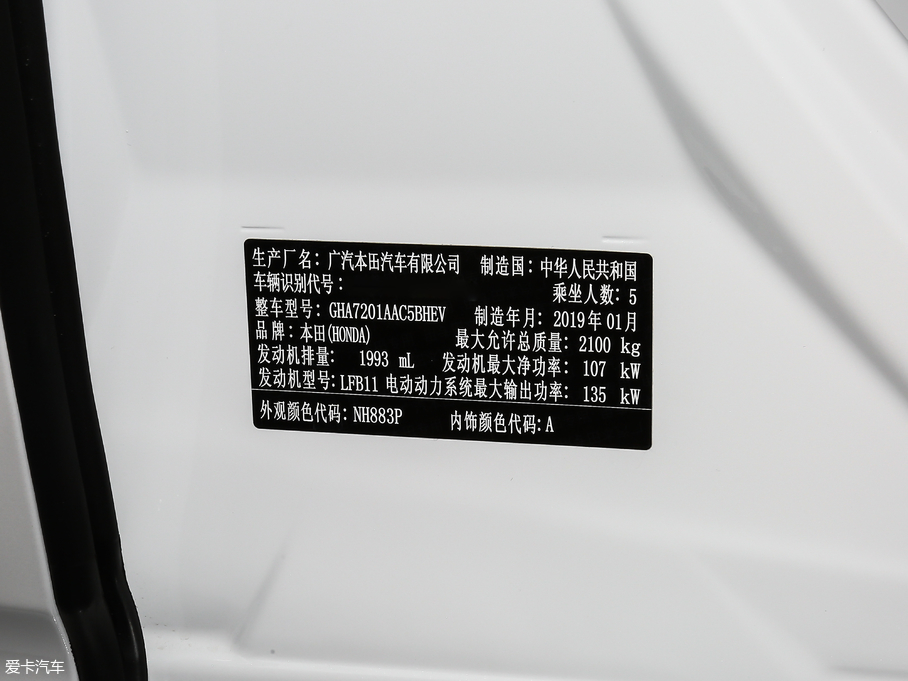 生产厂名：广汽本田汽车有限公司 制造国：中华人民共和国
车辆识别代号： 乘坐人数：5
整车型号：GHA7201AAC5BHEV 制造年月：2019年01月
品牌：本田(HONDA) 最大允许总质量：2100 kg
发动机排量： 1993 mL 发动机最大净功率：107 kW
发动机型号：LFB11 电动动力系统最大输出功率：135 kW
外观颜色代码：NH883P 内饰颜色代码：A
爱卡汽车